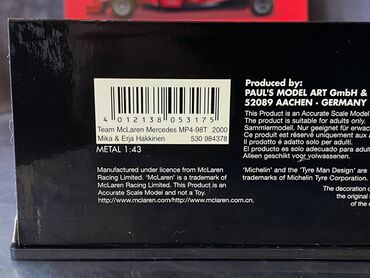 4 012138 053175
Team McLaren Mercedes MP4-98T 2000
Mika & Erja Hakkinen 530 984378
METAL 1:43
Manufactured under licence from McLaren
Racing Limited. 'McLaren' is a trademark of
McLaren Racing Limited. This Product is an
Accurate Scale Model and not a Toy.
http://www.mclaren.com/www.mclaren.com.cn.
Produced by:
PAUL'S MODEL ART GmbH &
52089 AACHEN · GERMANY
This Product is an Accurate Scale Model
The product is suitable for adults only.
Sammlermodell. Nur geeignet für erwac
Ce produit est réservé uniquement aux a
Il prodotto é adatto solo per adulti.
El producto es solo adecuado para adulto
Alleen geschikt voor volwassenen.
'Michelin' and the 'Tyre Man Design' are
trademarks of Michelin Tyre Corporation.
The decoration o
the original
of the